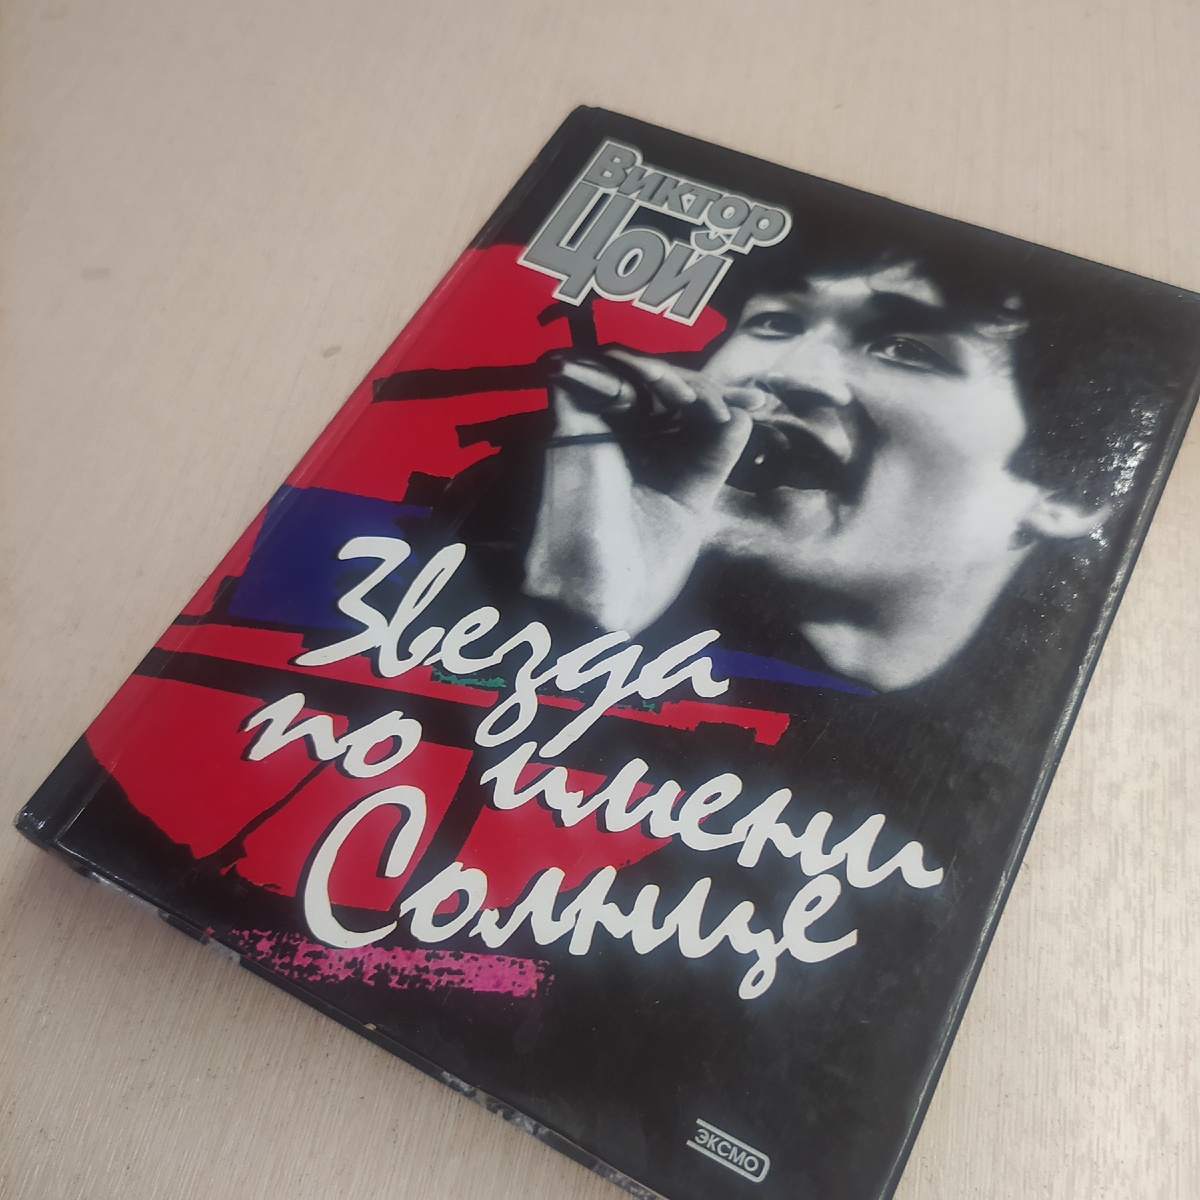 Виктор
Цой
Звезда
по имени
Солнце
ЭКСМО